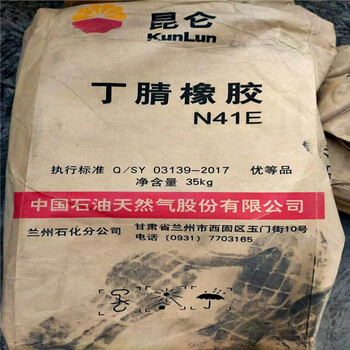 昆仑
KunLun
丁腈橡胶
N41E
执行标准 Q/SY 03139-2017 优等品
净含量 35kg
中国石油天然气股份有限公司
兰州石化分公司 甘肃省兰州市西固区玉门街10号
电话 (0931) 7703165